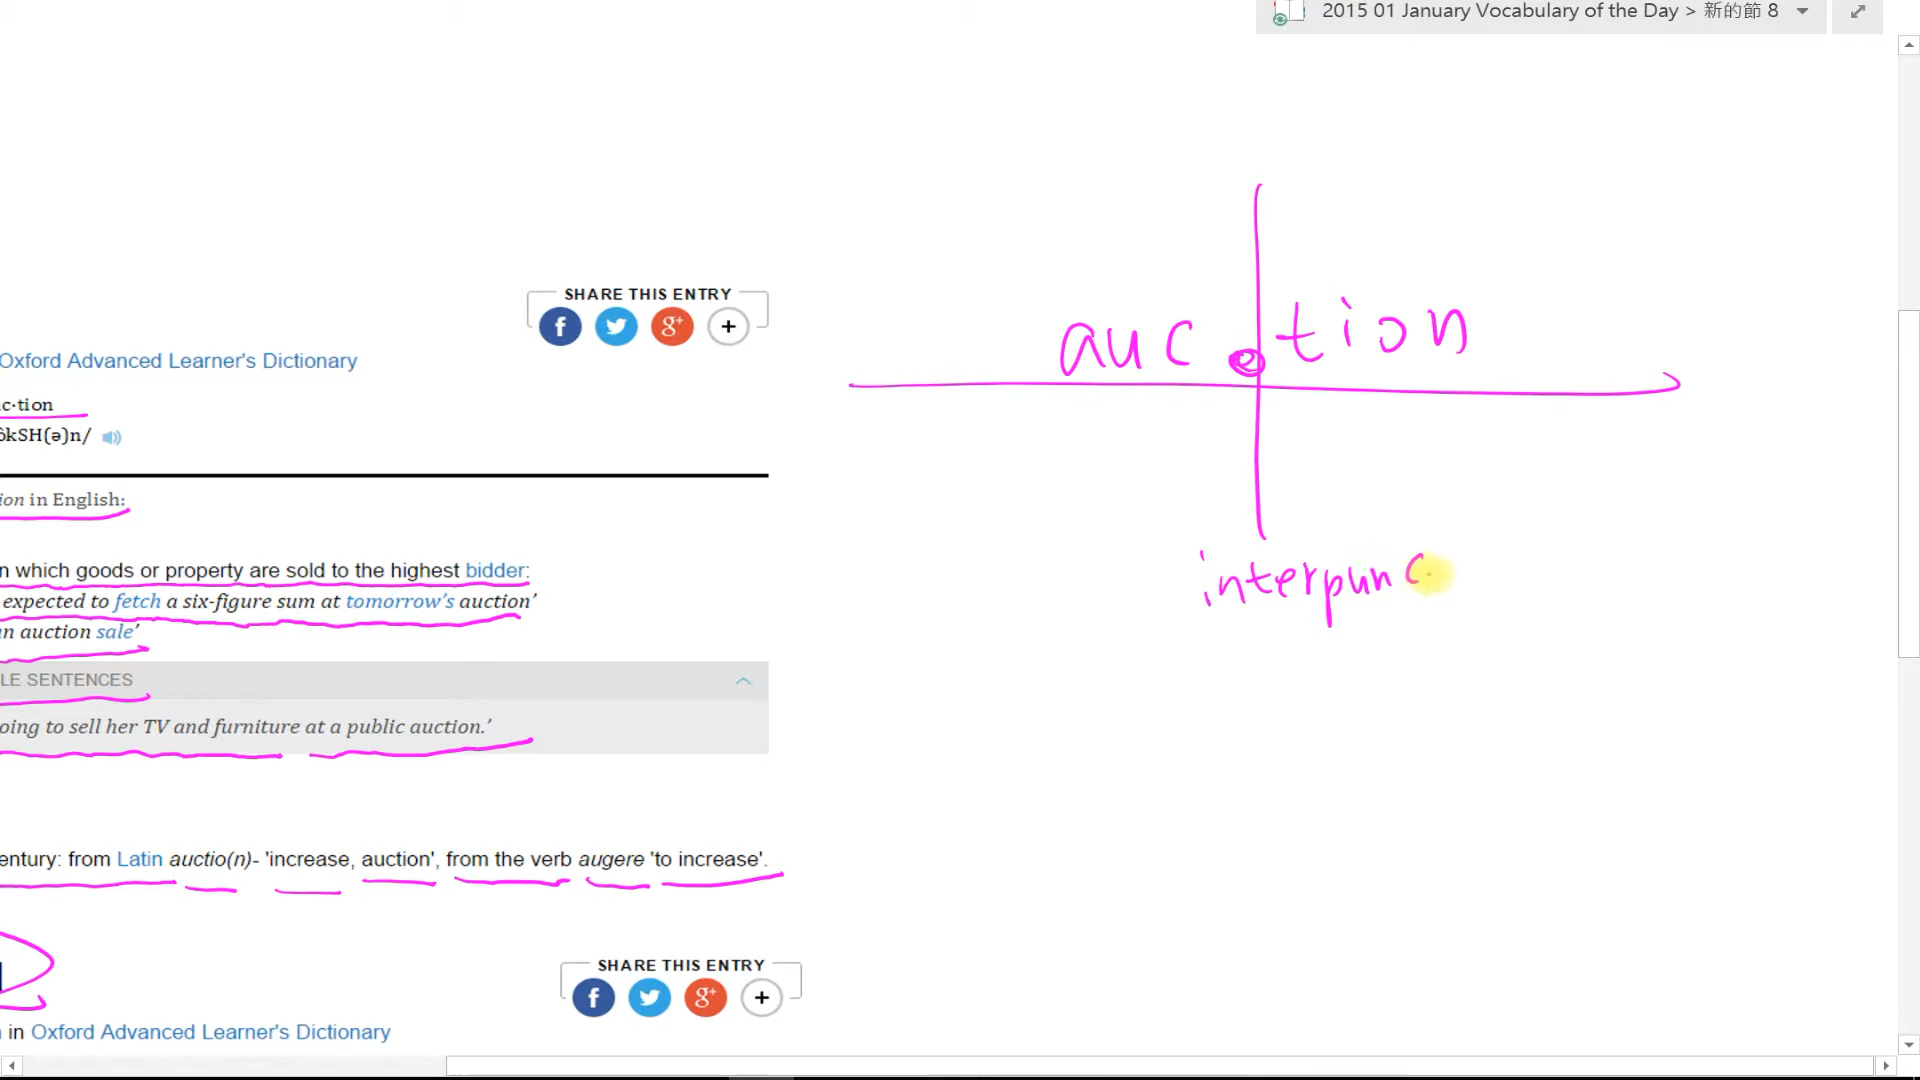 2015 01 January Vocabulary of the Day > 新的節 8
SHARE THIS ENTRY
f g+ +
Oxford Advanced Learner's Dictionary
c·tion
ôkSH(ə)n/
ion in English:
n which goods or property are sold to the highest bidder:
expected to fetch a six-figure sum at tomorrow's auction'
n auction sale'
LE SENTENCES
oing to sell her TV and furniture at a public auction.'
entury: from Latin auctio(n)- 'increase, auction', from the verb augere 'to increase'.
SHARE THIS ENTRY
f g+ +
in Oxford Advanced Learner's Dictionary
auc tion
interpunc